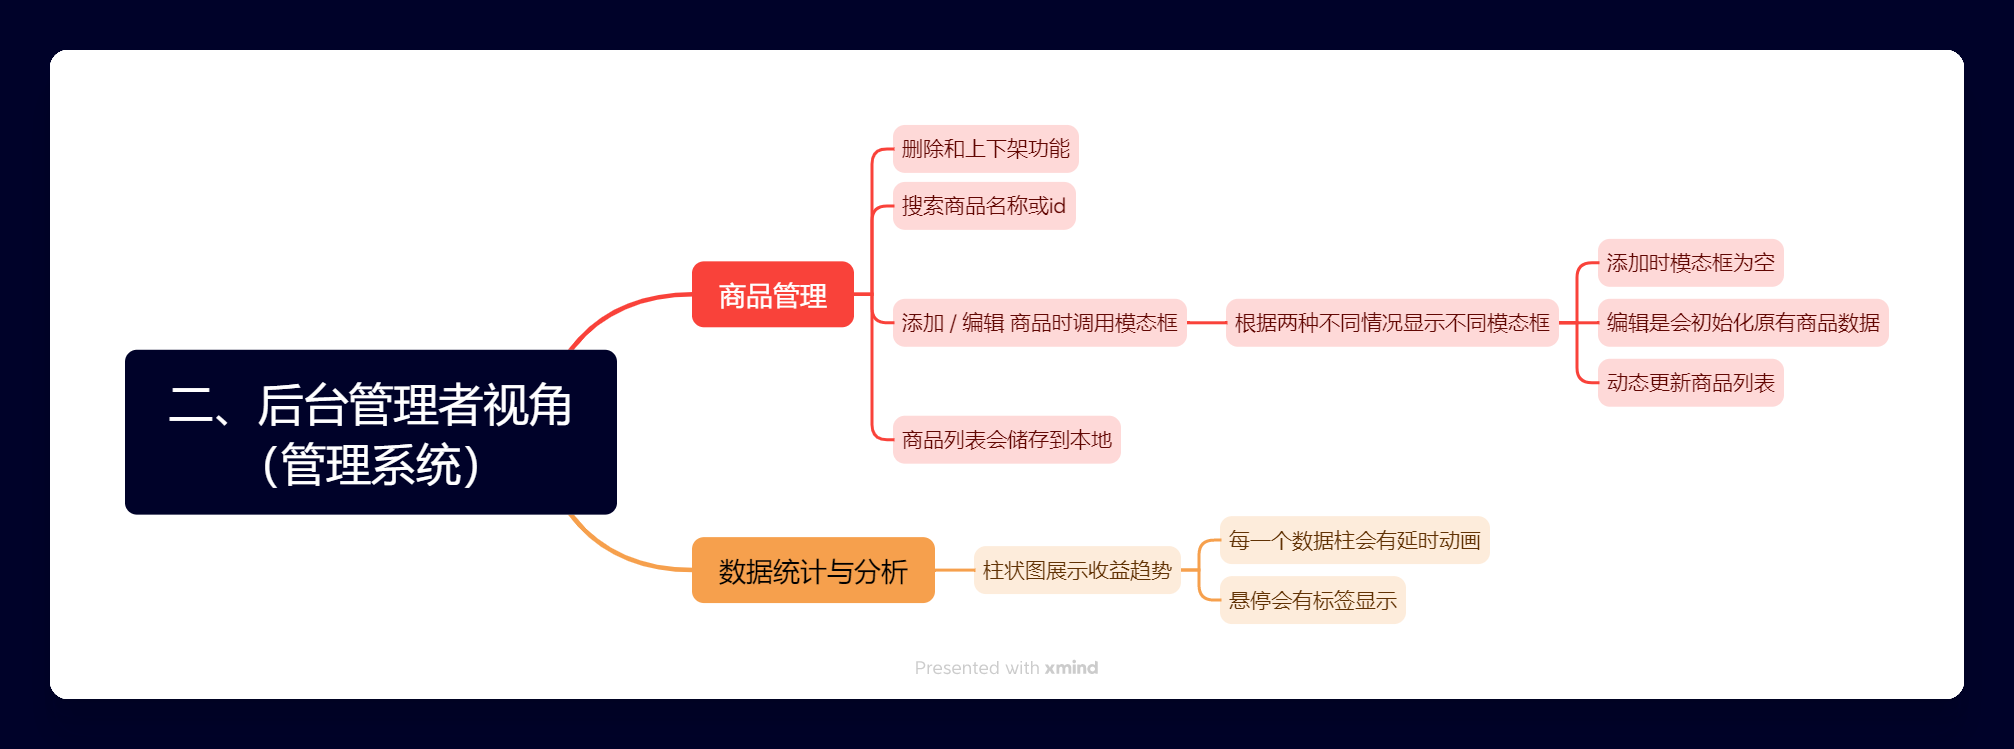 二、后台管理者视角
（管理系统）
商品管理
删除和上下架功能
搜索商品名称或id
添加 / 编辑 商品时调用模态框
根据两种不同情况显示不同模态框
添加时模态框为空
编辑是会初始化原有商品数据
动态更新商品列表
商品列表会储存到本地
数据统计与分析
柱状图展示收益趋势
每一个数据柱会有延时动画
悬停会有标签显示
Presented with xmind